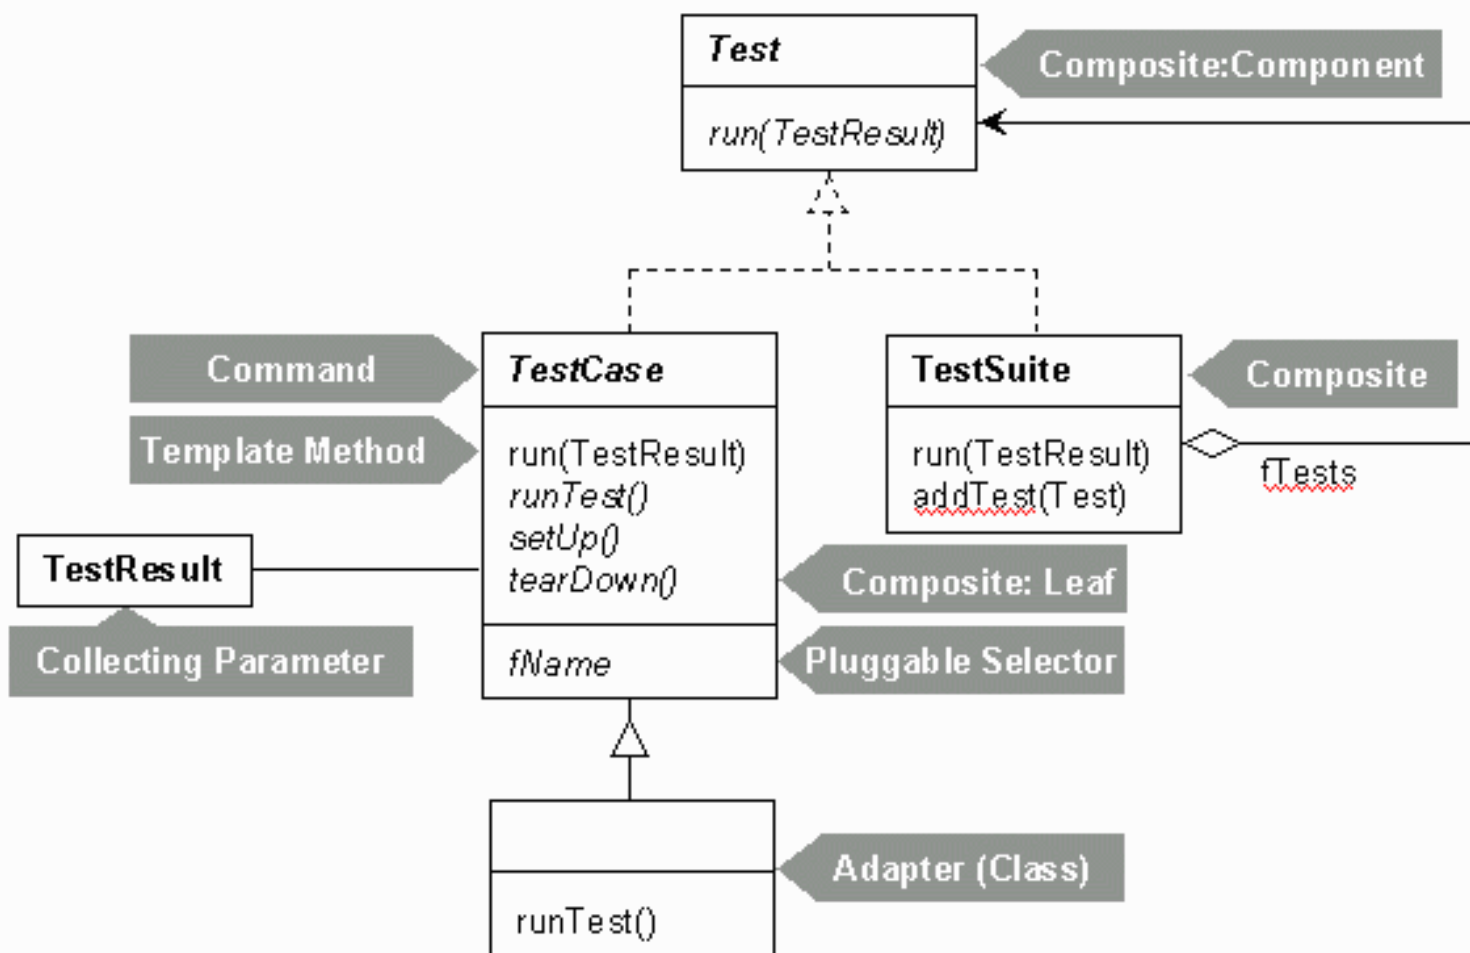 Test
Composite:Component
run(TestResult)
Command
TestCase
TestSuite
Composite
Template Method
run(TestResult)
runTest()
setUp()
tearDown()
run(TestResult)
addTest(Test)
fTests
TestResult
Composite: Leaf
Collecting Parameter
fName
Pluggable Selector
Adapter (Class)
runTest()